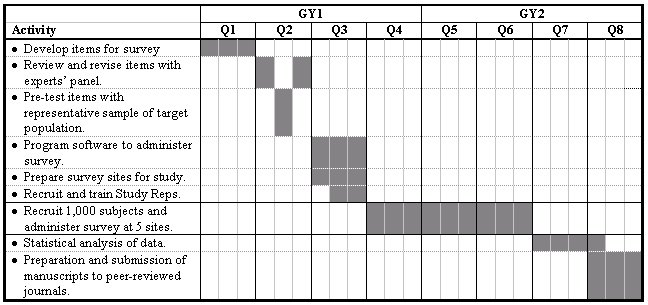 GY1 GY2
Activity Q1 Q2 Q3 Q4 Q5 Q6 Q7 Q8
• Develop items for survey
• Review and revise items with
experts’ panel.
• Pre-test items with
representative sample of target
population.
• Program software to administer
survey.
• Prepare survey sites for study.
• Recruit and train Study Reps.
• Recruit 1,000 subjects and
administer survey at 5 sites.
• Statistical analysis of data.
• Preparation and submission of
manuscripts to peer-reviewed
journals.